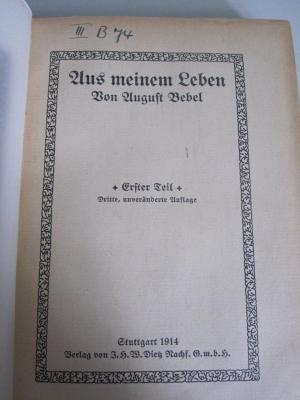 III B 74
Aus meinem Leben
Von August Bebel
+ Erster Teil +
Dritte, unveränderte Auflage
Stuttgart 1914
Verlag von J. H. W. Dietz Nachf. G. m. b. H.